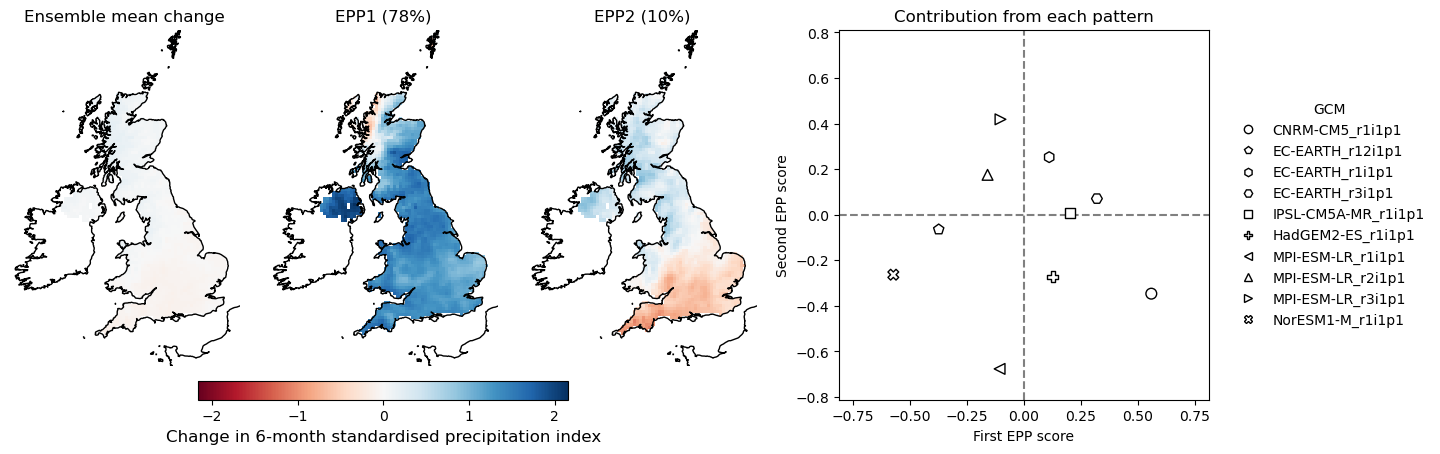 Ensemble mean change
EPP1 (78%)
EPP2 (10%)
−2 −1 0 1 2
Change in 6-month standardised precipitation index
Contribution from each pattern
Second EPP score
0.8
0.6
0.4
0.2
0.0
−0.2
−0.4
−0.6
−0.8
−0.75 −0.50 −0.25 0.00 0.25 0.50 0.75
First EPP score
GCM
CNRM-CM5_r1i1p1
EC-EARTH_r12i1p1
EC-EARTH_r1i1p1
EC-EARTH_r3i1p1
IPSL-CM5A-MR_r1i1p1
HadGEM2-ES_r1i1p1
MPI-ESM-LR_r1i1p1
MPI-ESM-LR_r2i1p1
MPI-ESM-LR_r3i1p1
NorESM1-M_r1i1p1